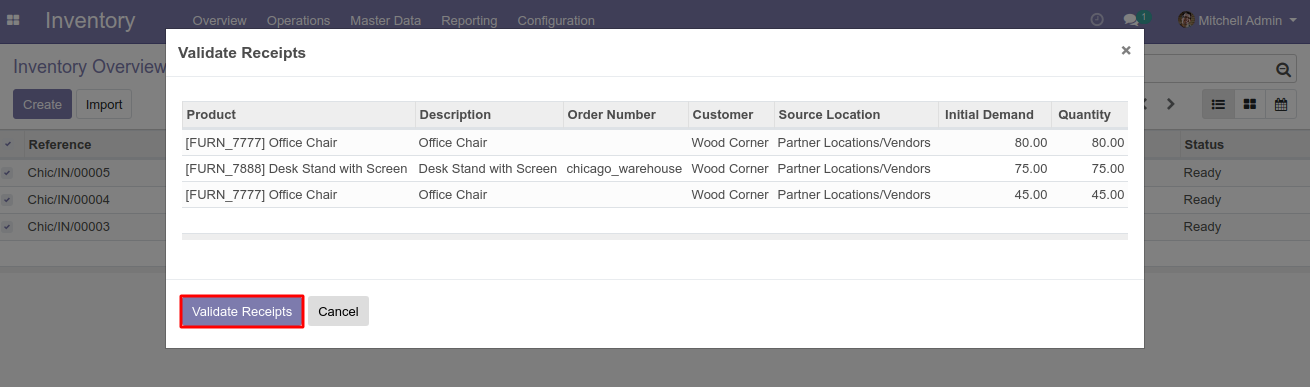 Inventory Overview Operations Master Data Reporting Configuration 1 Mitchell Admin
Validate Receipts ×
Inventory Overview
Create Import
Product Description Order Number Customer Source Location Initial Demand Quantity
[FURN_7777] Office Chair Office Chair Wood Corner Partner Locations/Vendors 80.00 80.00
Reference Status
[FURN_7888] Desk Stand with Screen Desk Stand with Screen chicago_warehouse Wood Corner Partner Locations/Vendors 75.00 75.00
Chic/IN/00005 Ready
[FURN_7777] Office Chair Office Chair Wood Corner Partner Locations/Vendors 45.00 45.00
Chic/IN/00004 Ready
Chic/IN/00003 Ready
Validate Receipts Cancel